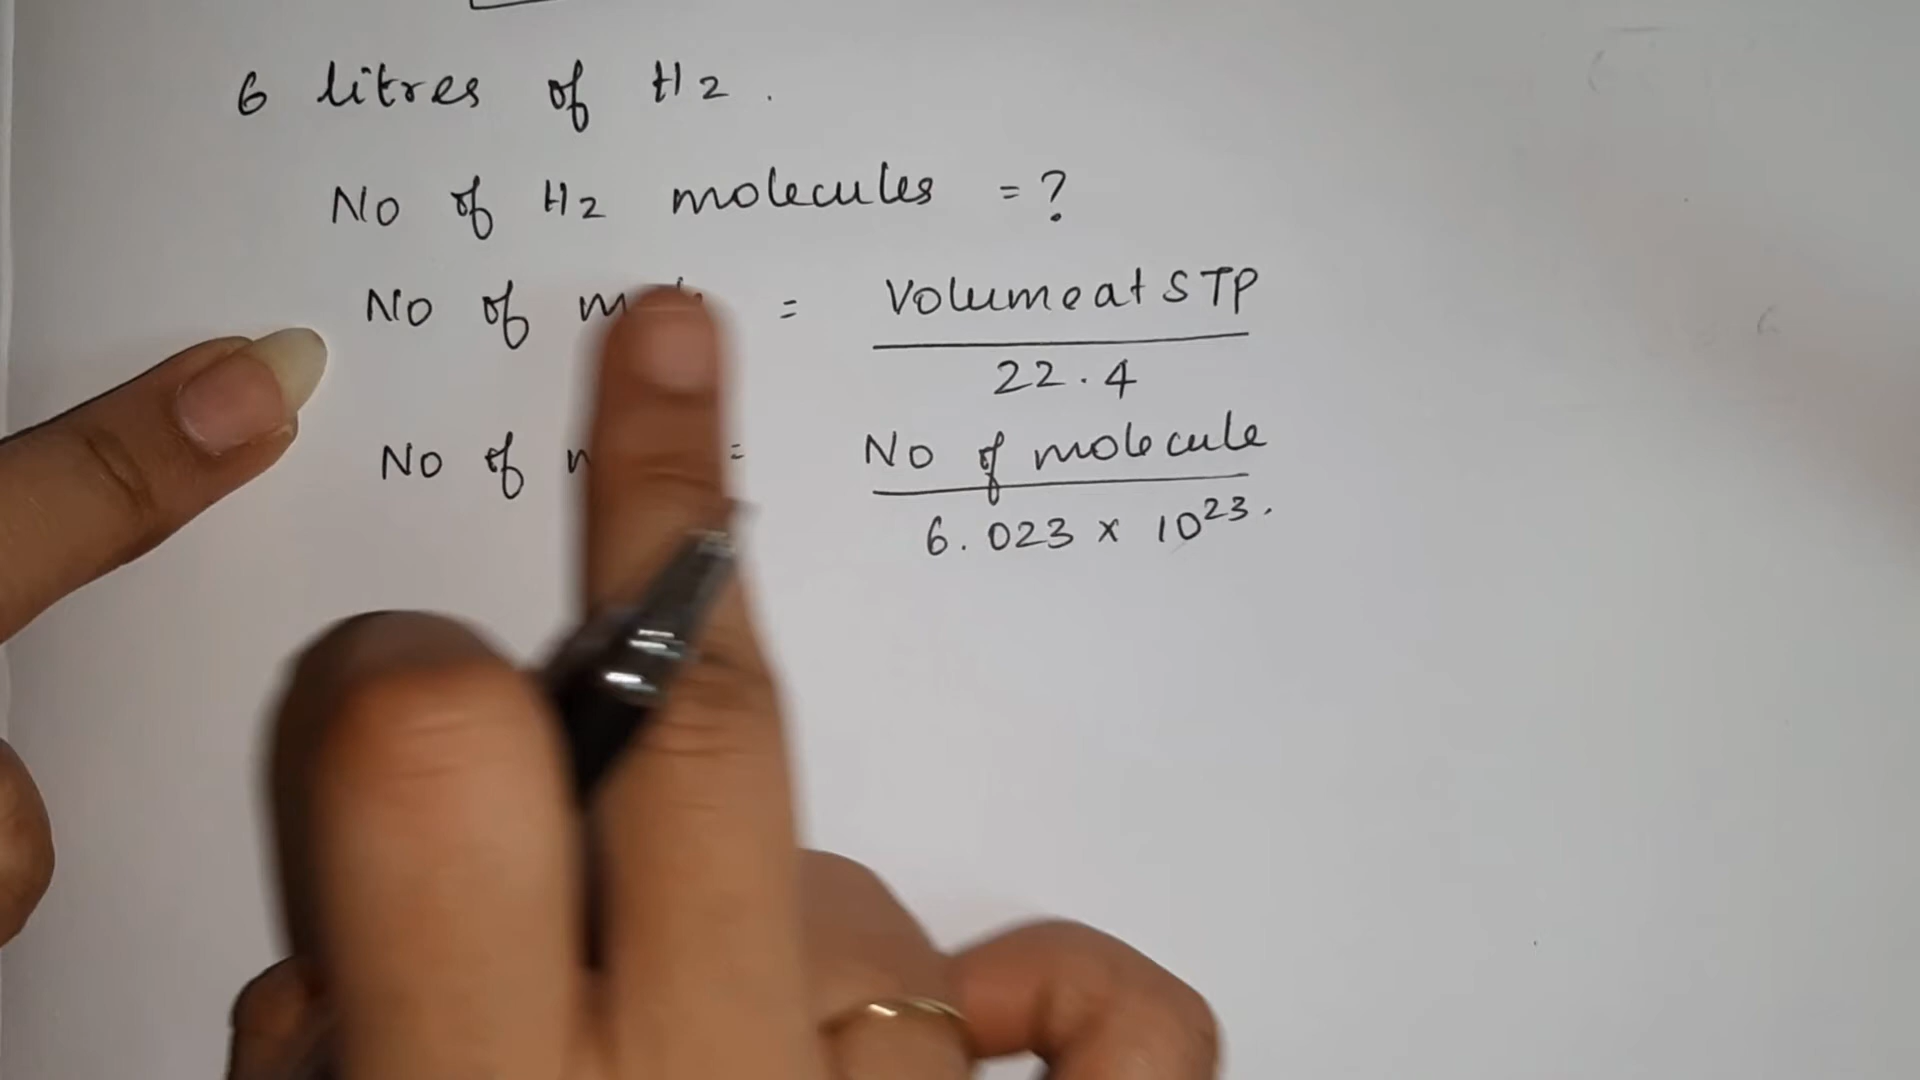 6 litres of H2.
No of H2 molecules = ?
No of = Volume at STP
22.4
No of = No of molecule
6.023 x 10^23.